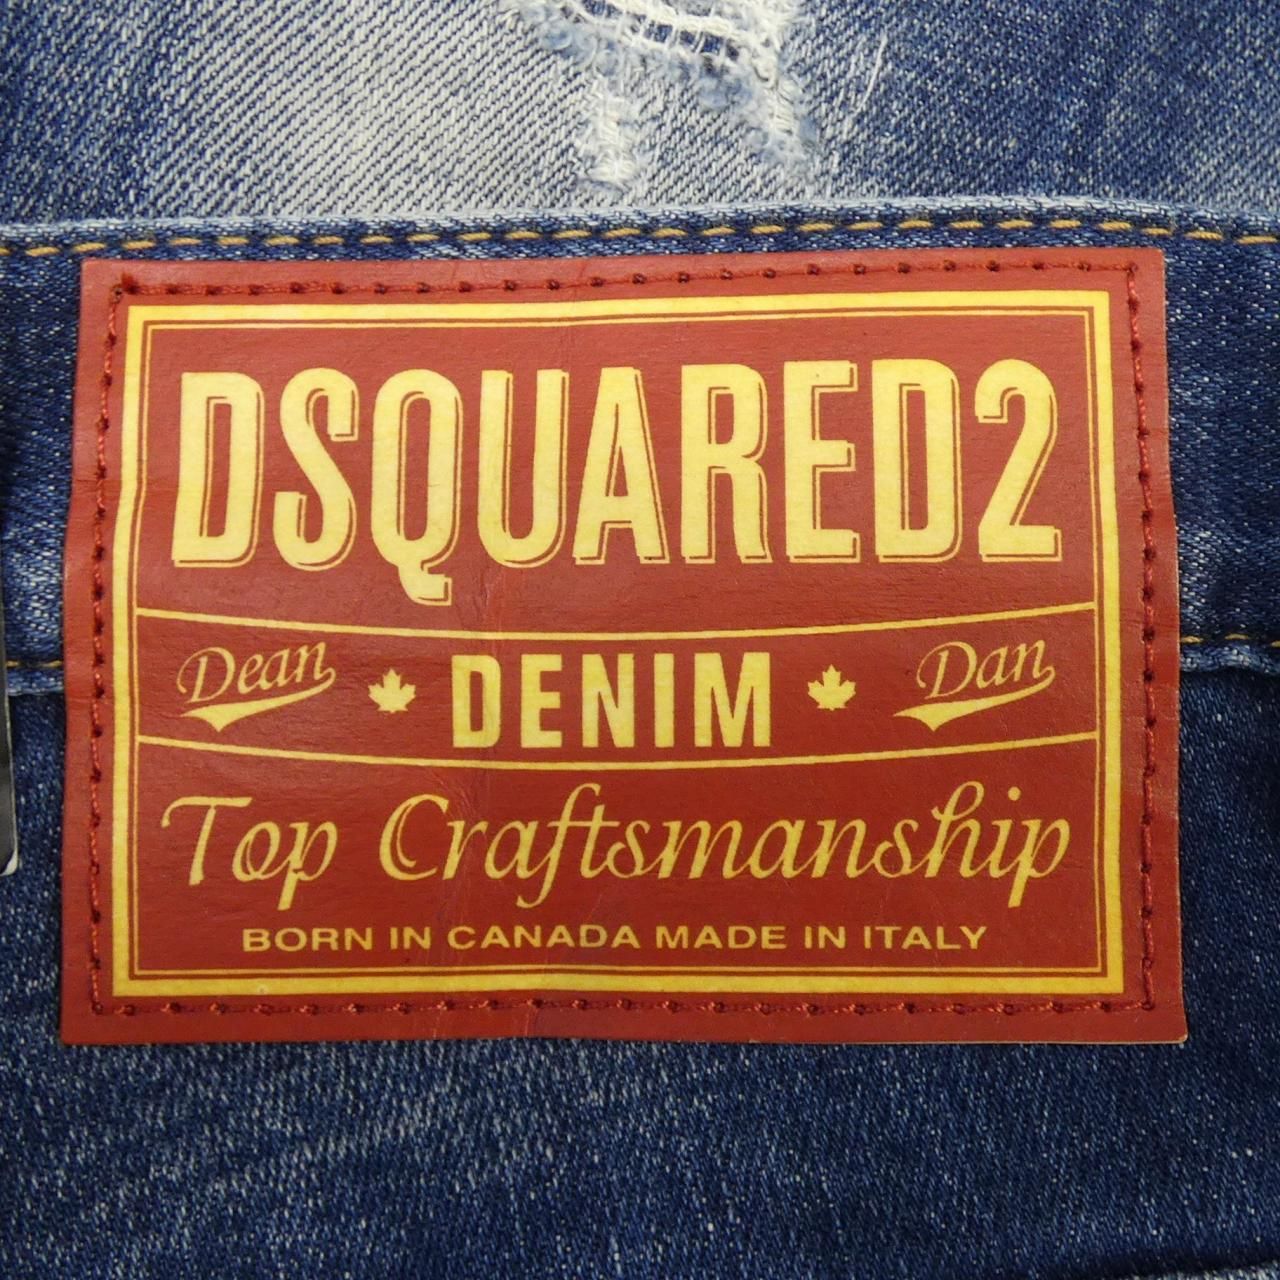 DSQUARED2
Dean DENIM Dan
Top Craftsmanship
BORN IN CANADA MADE IN ITALY